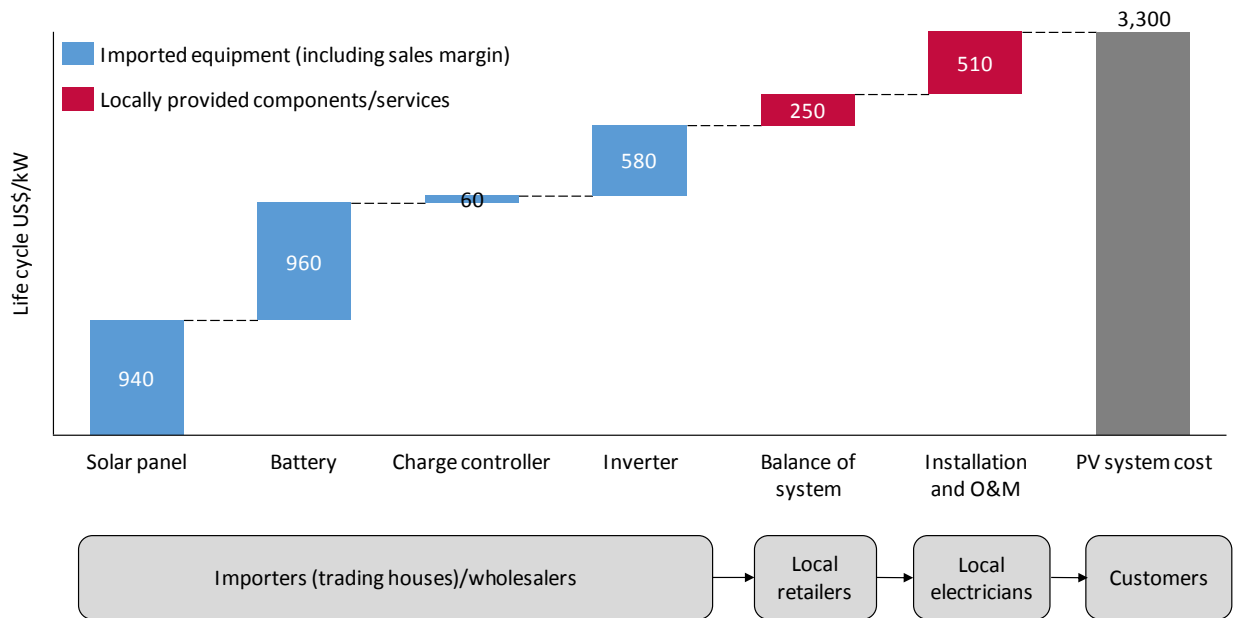 3,300
Imported equipment (including sales margin)
Locally provided components/services
510
250
580
60
960
940
Life cycle US$/kW
Solar panel
Battery
Charge controller
Inverter
Balance of
system
Installation
and O&M
PV system cost
Importers (trading houses)/wholesalers
Local
retailers
Local
electricians
Customers